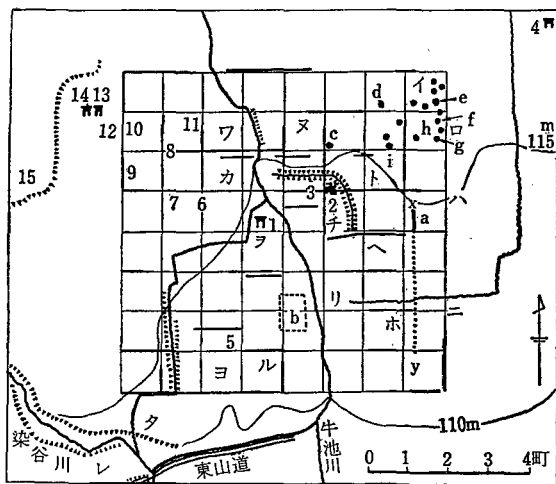 4
m
115
14 13
12 10 11 ワ ヌ c d イ e
f
h ロ
g
i
8
15
9
カ
ト
ハ
7 6 3 2 チ a
1
ヲ
ヘ
リ
ニ
b
ホ
5
ヨ ル
y
タ
110m
染谷川
レ
東山道
牛池川
0 1 2 3 4町